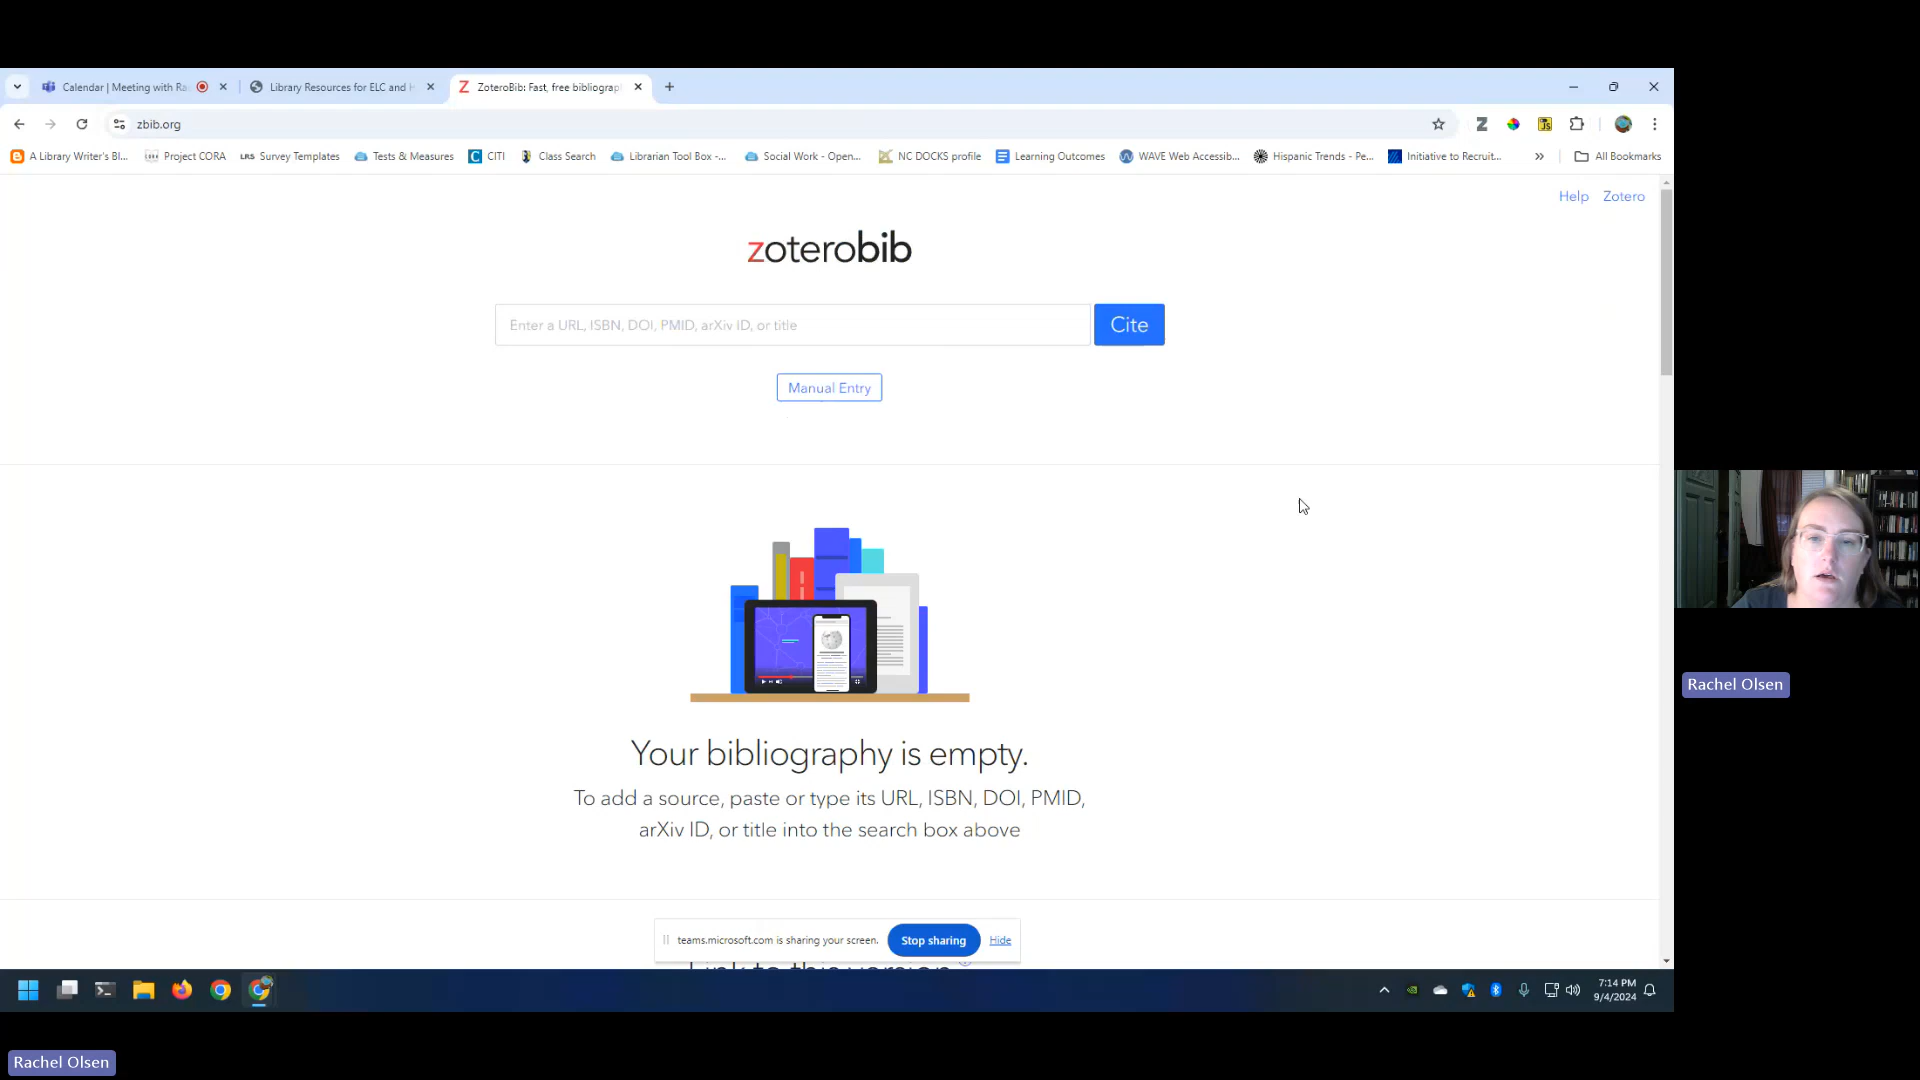 Calendar | Meeting with Ra
Library Resources for ELC and H
Z ZoteroBib: Fast, free bibliograp
zbib.org
A Library Writer's Bl...
Project CORA
LRS Survey Templates
Tests & Measures
C CITI
Class Search
Librarian Tool Box -...
Social Work - Open...
NC DOCKS profile
Learning Outcomes
WAVE Web Accessib...
Hispanic Trends - Pe...
Initiative to Recruit...
All Bookmarks
Help Zotero
zoterobib
Enter a URL, ISBN, DOI, PMID, arXiv ID, or title
Cite
Manual Entry
Your bibliography is empty.
To add a source, paste or type its URL, ISBN, DOI, PMID,
arXiv ID, or title into the search box above
teams.microsoft.com is sharing your screen.
Stop sharing
Hide
Link to this version
7:14 PM
9/4/2024
Rachel Olsen
Rachel Olsen